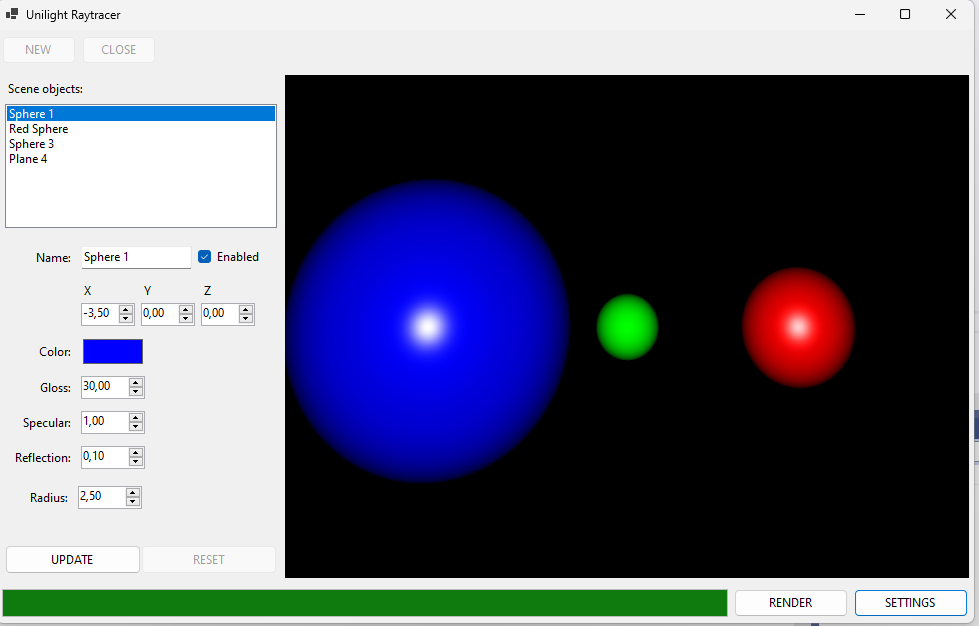 Unilight Raytracer
NEW CLOSE
Scene objects:
Sphere 1
Red Sphere
Sphere 3
Plane 4
Name: Sphere 1 Enabled
X Y Z
-3,50 0,00 0,00
Color:
Gloss: 30,00
Specular: 1,00
Reflection: 0,10
Radius: 2,50
UPDATE RESET
RENDER SETTINGS